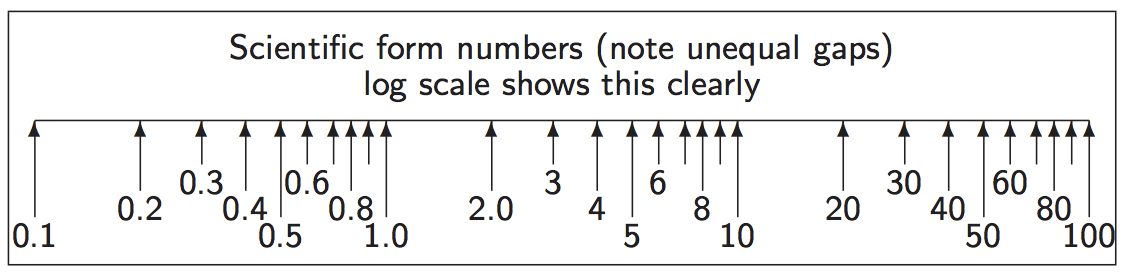 Scientific form numbers (note unequal gaps)
log scale shows this clearly
0.3 0.6 3 6 30 60
0.2 0.4 0.8 2.0 4 8 20 40 80
0.1 0.5 1.0 5 10 50 100